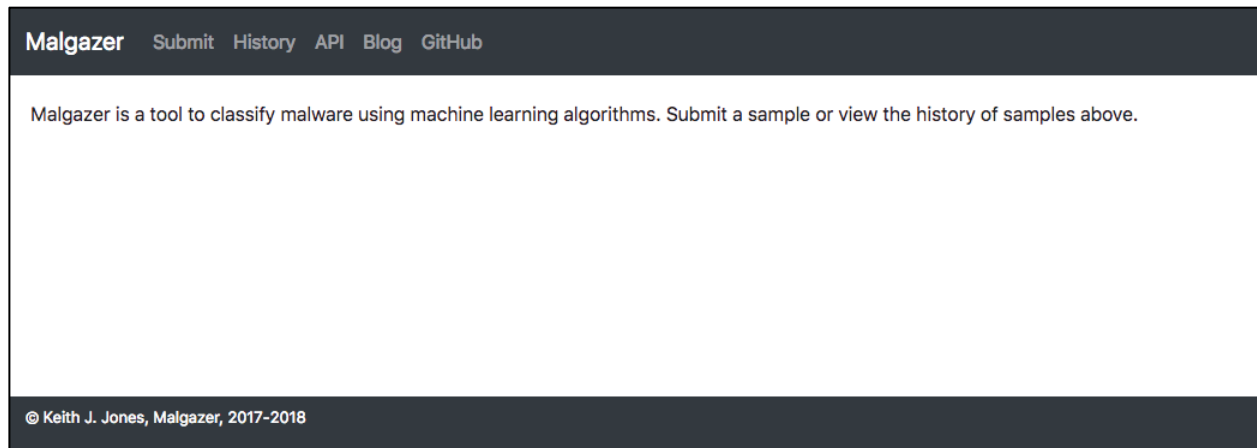 Malgazer Submit History API Blog GitHub
Malgazer is a tool to classify malware using machine learning algorithms. Submit a sample or view the history of samples above.
© Keith J. Jones, Malgazer, 2017-2018